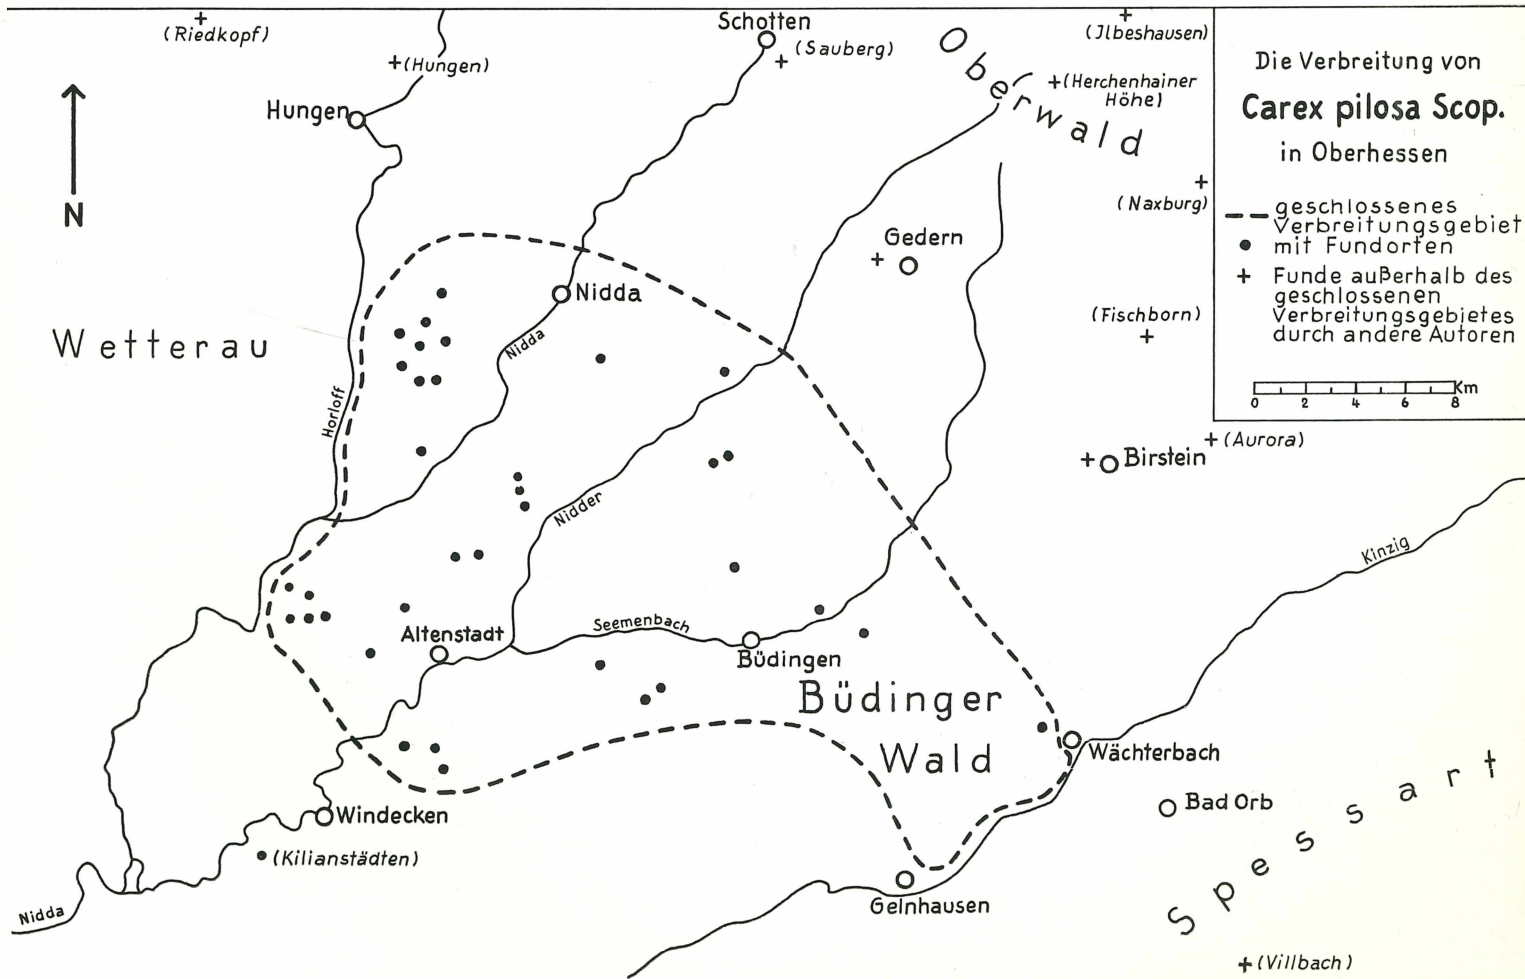 (Riedkopf)
Schotten
(Sauberg)
(Jlbeshausen)
+(Hungen)
Hungen
Oberwald
+(Herchenhainer
Höhe)
Die Verbreitung von
Carex pilosa Scop.
in Oberhessen
geschlossenes
Verbreitungsgebiet
mit Fundorten
+ Funde außerhalb des
geschlossenen
Verbreitungsgebietes
durch andere Autoren
Km
0 2 4 6 8
N
(Naxburg)
Gedern
Nidda
(Fischborn)
Wetterau
Nidda
Horloff
+(Aurora)
Birstein
Nidder
Kinzig
Seemenbach
Altenstadt
Büdingen
Büdinger
Wald
Wächterbach
Bad Orb
Spessart
Windecken
(Kilianstädten)
Gelnhausen
Nidda
+(Villbach)